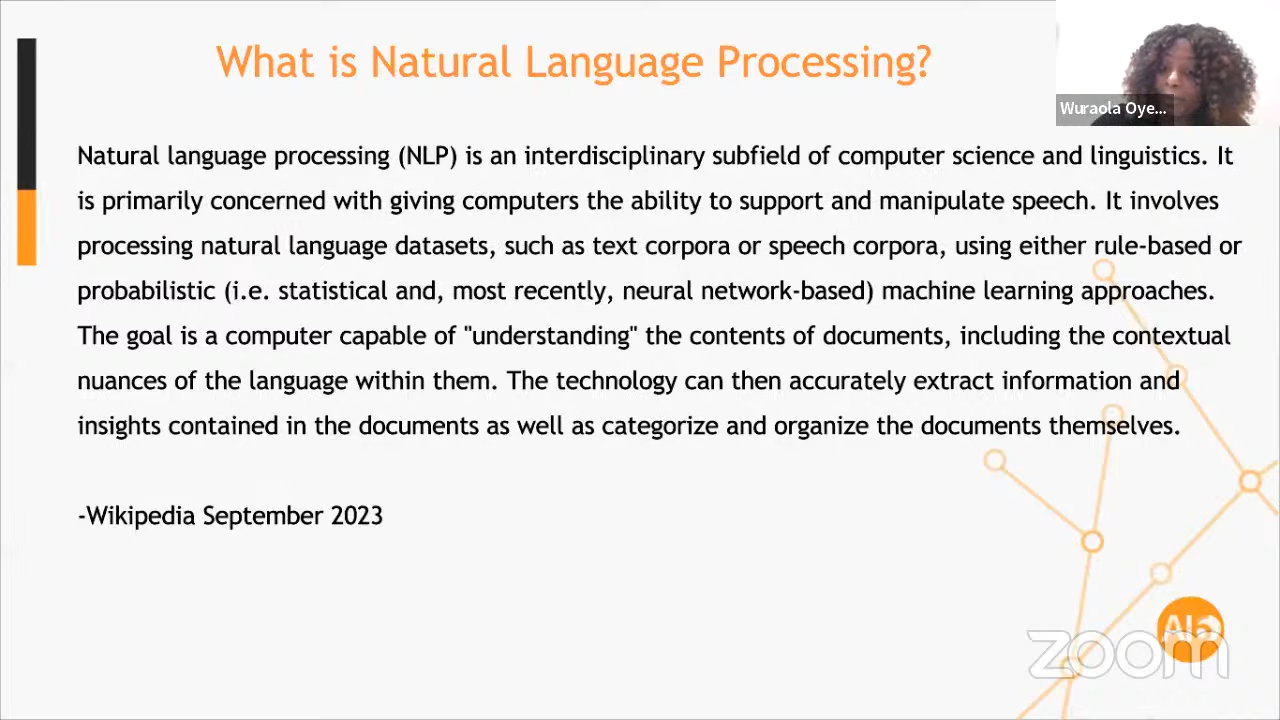 What is Natural Language Processing?
Wuraola Oye...
Natural language processing (NLP) is an interdisciplinary subfield of computer science and linguistics. It
is primarily concerned with giving computers the ability to support and manipulate speech. It involves
processing natural language datasets, such as text corpora or speech corpora, using either rule-based or
probabilistic (i.e. statistical and, most recently, neural network-based) machine learning approaches.
The goal is a computer capable of "understanding" the contents of documents, including the contextual
nuances of the language within them. The technology can then accurately extract information and
insights contained in the documents as well as categorize and organize the documents themselves.
-Wikipedia September 2023
zoom